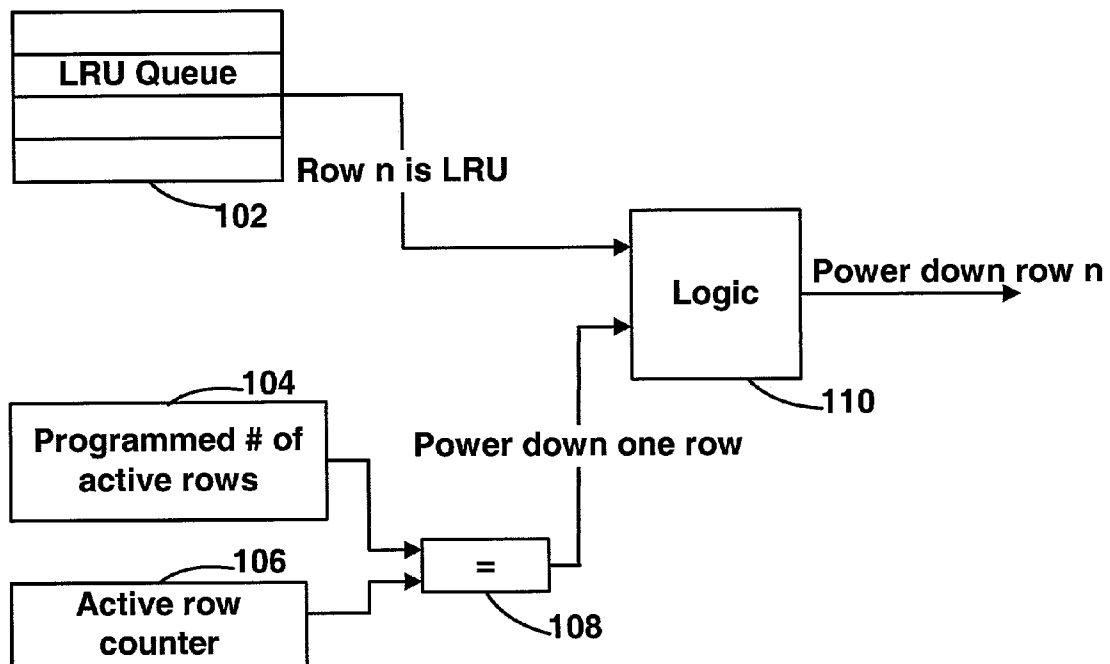 LRU Queue
Row n is LRU
102
Logic
Power down row n
110
104
Programmed # of
active rows
Power down one row
106
=
108
Active row
counter